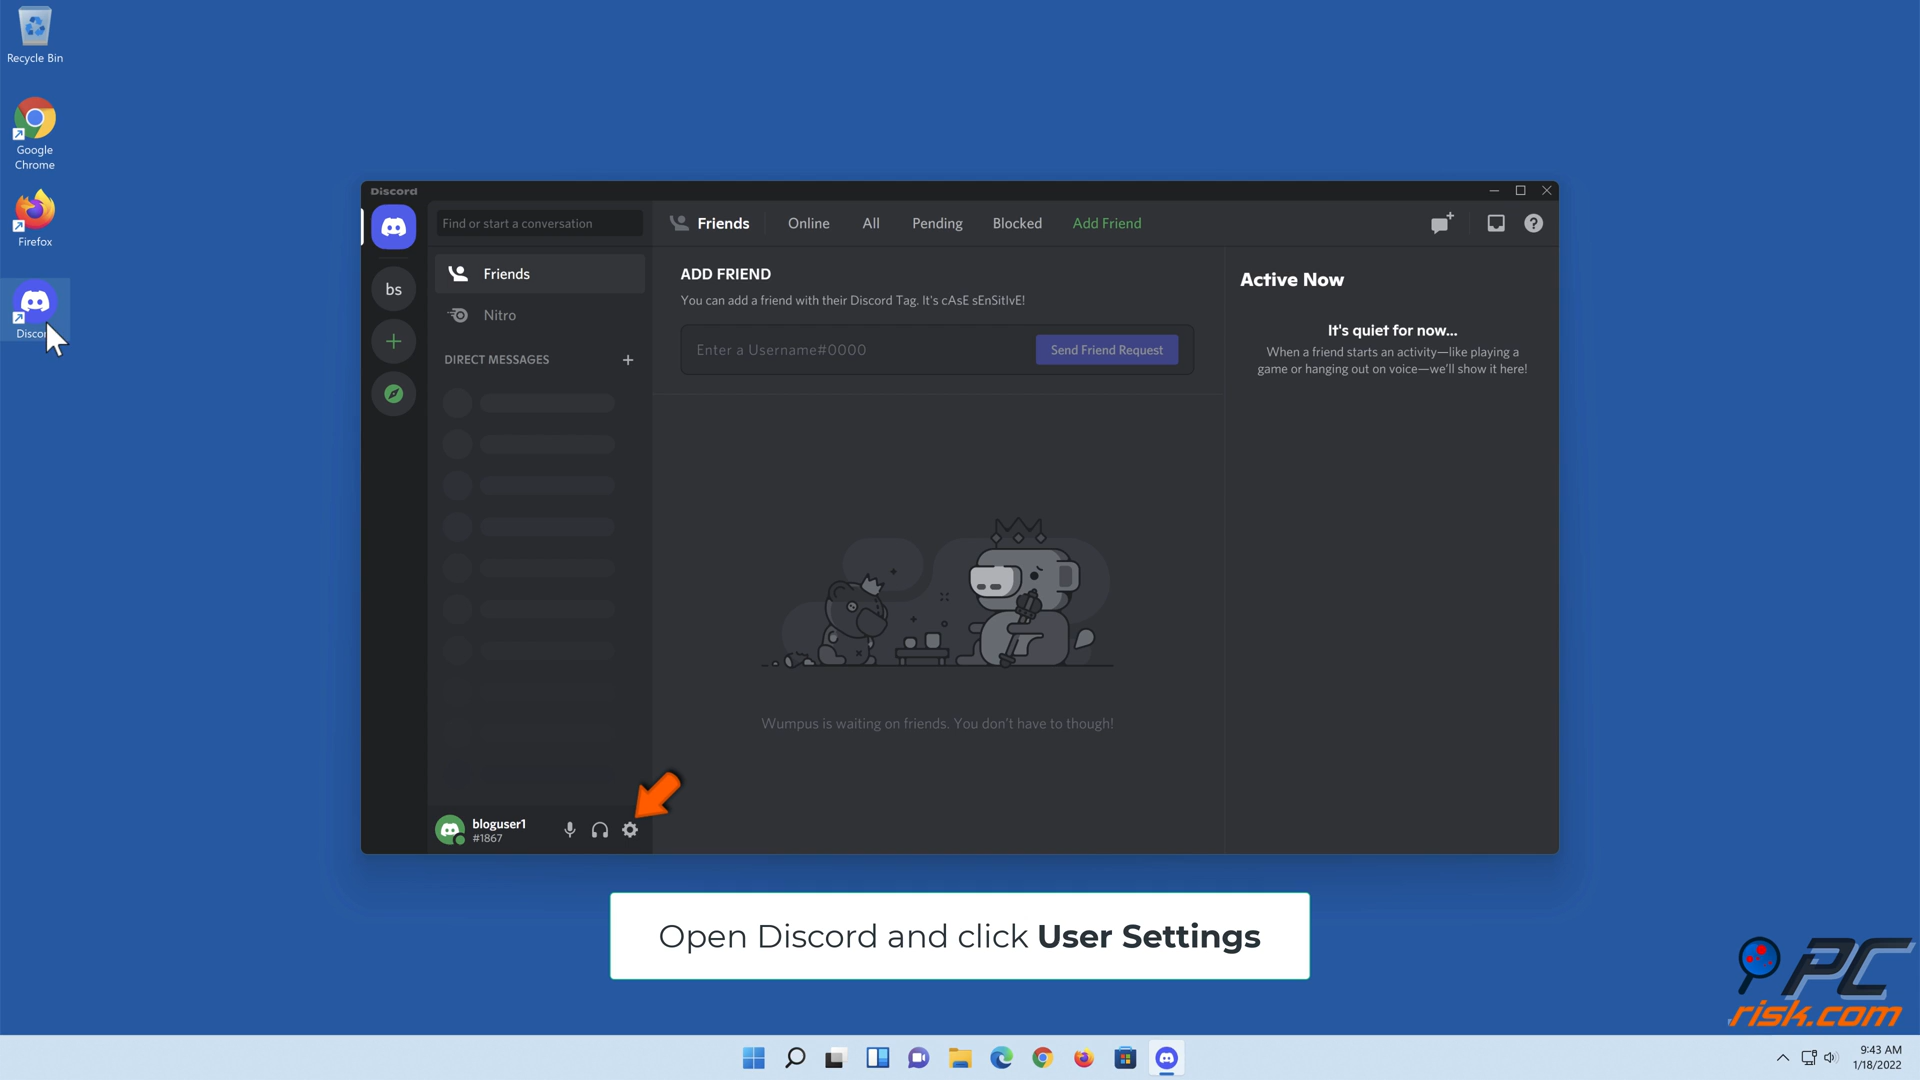 Recycle Bin
Google
Chrome
Firefox
Discord
Find or start a conversation
Friends
Online
All
Pending
Blocked
Add Friend
bs
Friends
Nitro
DIRECT MESSAGES
ADD FRIEND
You can add a friend with their Discord Tag. It's cAsE sEnSitIvE!
Enter a Username#0000
Send Friend Request
Wumpus is waiting on friends. You don't have to though!
Active Now
It's quiet for now...
When a friend starts an activity—like playing a
game or hanging out on voice—we'll show it here!
bloguser1
#1867
Open Discord and click User Settings
PC
risk.com
9:43 AM
1/18/2022